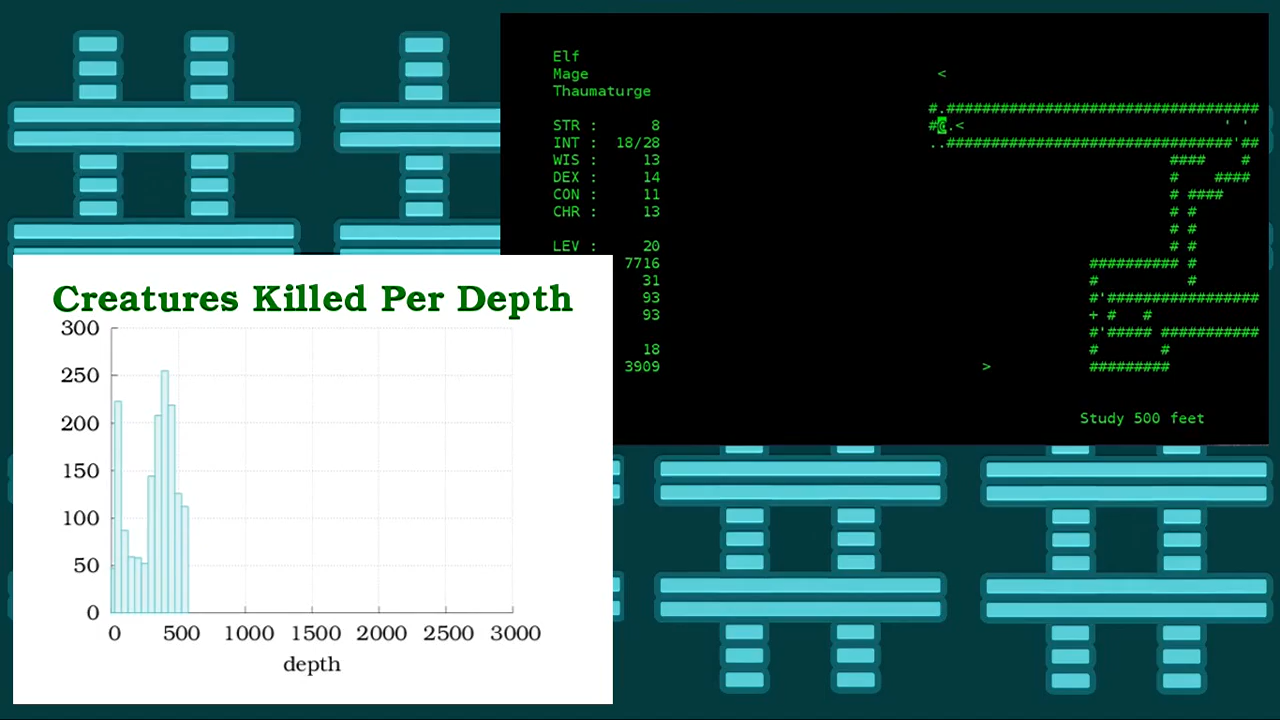 Elf
Mage
Thaumaturge
STR : 8
INT : 18/28
WIS : 13
DEX : 14
CON : 11
CHR : 13
LEV : 20
7716
31
93
93
18
3909
<
#.###################################
#@.< ' '
..################################'##
#### #
# ####
# ####
# #
# #
# #
########## #
# #
#'#################
+ # #
#'##### ###########
# #
> #########
Study 500 feet
Creatures Killed Per Depth
300
250
200
150
100
50
0
0 500 1000 1500 2000 2500 3000
depth